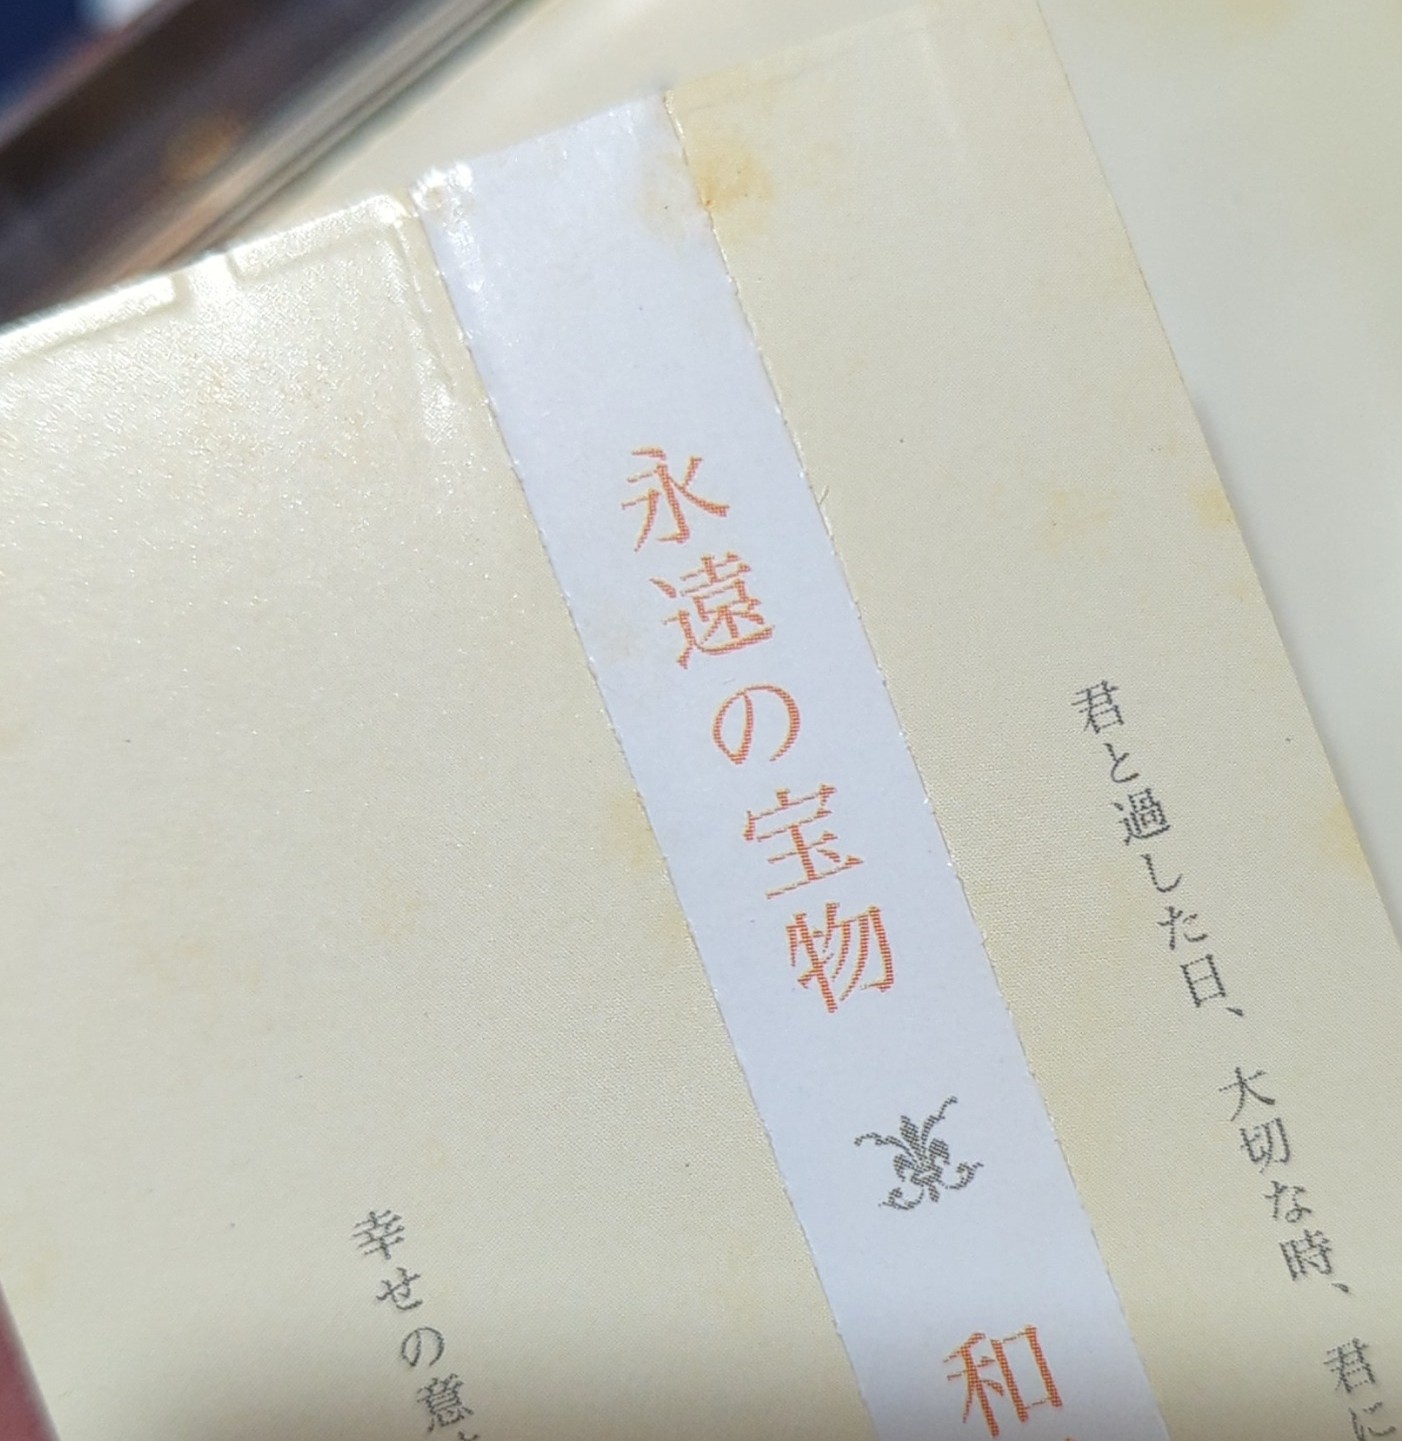 君と過した日、大切な時、君に
永遠の宝物 和
幸せの意